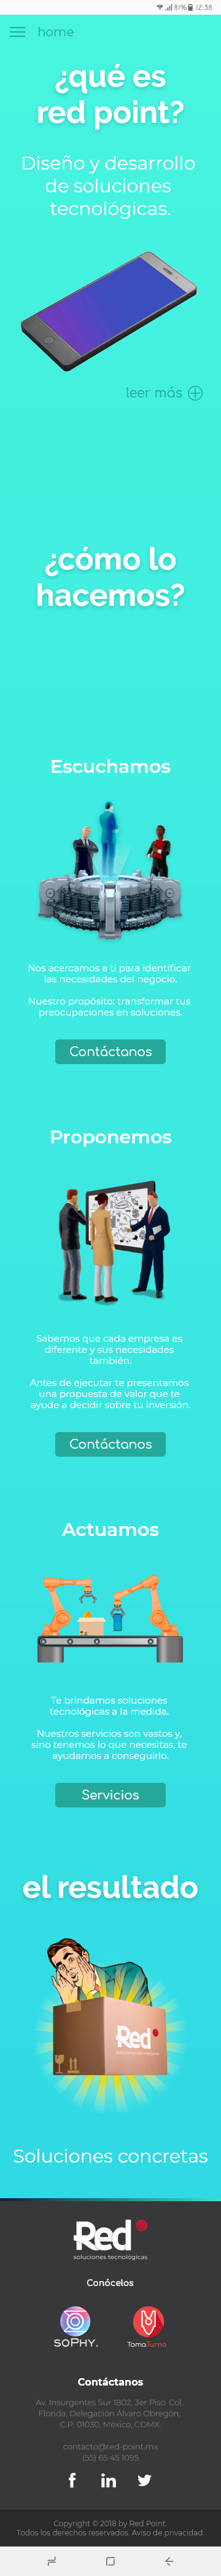 81% 12:38
home
¿qué es
red point?
Diseño y desarrollo
de soluciones
tecnológicas.
leer más
¿cómo lo
hacemos?
Escuchamos
Nos acercamos a ti para identificar
las necesidades del negocio.
Nuestro propósito: transformar tus
preocupaciones en soluciones.
Contáctanos
Proponemos
Sabemos que cada empresa es
diferente y sus necesidades
también.
Antes de ejecutar te presentamos
una propuesta de valor que te
ayude a decidir sobre tu inversión.
Contáctanos
Actuamos
Te brindamos soluciones
tecnológicas a la medida.
Nuestros servicios son vastos y,
sino tenemos lo que necesitas, te
ayudamos a conseguirlo.
Servicios
el resultado
Red
Soluciones concretas
Red
soluciones tecnológicas
Conócelos
SOPHY.
TomaTurno
Contáctanos
Av. Insurgentes Sur 1802, 3er Piso. Col.
Florida, Delegación Álvaro Obregón,
C.P. 01030, México, CDMX.
contacto@red-point.mx
(55) 65 45 1095
Copyright © 2018 by Red Point.
Todos los derechos reservados. Aviso de privacidad.